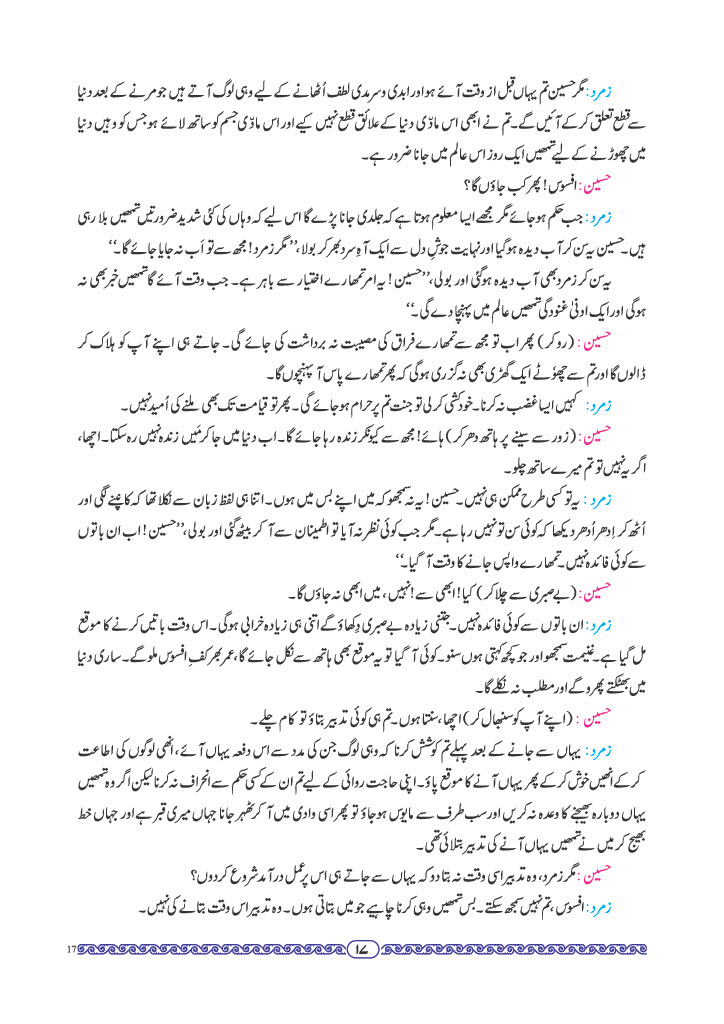 زمرد: مگر حسین تم یہاں قبل از وقت آئے ہو اور ابدی و سرمدی لطف اُٹھانے کے لیے وہی لوگ آتے ہیں جو مرنے کے بعد دنیا
سے قطع تعلق کر کے آئیں گے۔ تم نے ابھی اس مادّی دنیا کے علائق قطع نہیں کیے اور اس مادّی جسم کو ساتھ لائے ہو جس کو وہیں دنیا
میں چھوڑنے کے لیے تمھیں ایک روز اس عالم میں جانا ضرور ہے۔
حسین: افسوس! پھر کب جاؤں گا؟
زمرد: جب حکم ہو جائے مگر مجھے ایسا معلوم ہوتا ہے کہ جلدی جانا پڑے گا اس لیے کہ وہاں کی کئی شدید ضرورتیں تمھیں بلا رہی
ہیں۔ حسین یہ سن کر آب دیدہ ہو گیا اور نہایت جوشِ دل سے ایک آہِ سرد بھر کر بولا، ’’مگر زمرد! مجھ سے تو اَب نہ جایا جائے گا۔‘‘
یہ سن کر زمرد بھی آب دیدہ ہو گئی اور بولی، ’’حسین! یہ امر تمھارے اختیار سے باہر ہے۔ جب وقت آئے گا تمھیں خبر بھی نہ
ہوگی اور ایک ادنیٰ غنودگی تمھیں عالم میں پہنچا دے گی۔‘‘
حسین: (رو کر) پھر اب تو مجھ سے تمھارے فراق کی مصیبت نہ برداشت کی جائے گی۔ جاتے ہی اپنے آپ کو ہلاک کر
ڈالوں گا اور تم سے چھوٗٹے ایک گھڑی بھی نہ گزری ہوگی کہ پھر تمھارے پاس آ پہنچوں گا۔
زمرد: کہیں ایسا غضب نہ کرنا۔ خودکشی کرلی تو جنت تم پر حرام ہو جائے گی۔ پھر تو قیامت تک بھی ملنے کی اُمید نہیں۔
حسین: (زور سے سینے پر ہاتھ دھر کر) ہائے! مجھ سے کیونکر زندہ رہا جائے گا۔ اب دنیا میں جا کر مَیں زندہ نہیں رہ سکتا۔ اچھا،
اگر یہ نہیں تو تم میرے ساتھ چلو۔
زمرد: یہ تو کسی طرح ممکن ہی نہیں۔ حسین! یہ نہ سمجھو کہ میں اپنے بس میں ہوں۔ اتنا ہی لفظ زبان سے نکلا تھا کہ کانپنے لگی اور
اُٹھ کر اِدھر اُدھر دیکھا کہ کوئی سن تو نہیں رہا ہے۔ مگر جب کوئی نظر نہ آیا تو اطمینان سے آ کر بیٹھ گئی اور بولی، ’’حسین! اب ان باتوں
سے کوئی فائدہ نہیں۔ تمھارے واپس جانے کا وقت آ گیا۔‘‘
حسین: (بے صبری سے چلّا کر) کیا! ابھی سے! نہیں، میں ابھی نہ جاؤں گا۔
زمرد: ان باتوں سے کوئی فائدہ نہیں۔ جتنی زیادہ بے صبری دِکھاؤ گے اتنی ہی زیادہ خرابی ہوگی۔ اس وقت باتیں کرنے کا موقع
مل گیا ہے۔ غنیمت سمجھو اور جو کچھ کہتی ہوں سنو۔ کوئی آ گیا تو یہ موقع بھی ہاتھ سے نکل جائے گا، عمر بھر کفِ افسوس ملو گے۔ ساری دنیا
میں بھٹکتے پھرو گے اور مطلب نہ نکلے گا۔
حسین: (اپنے آپ کو سنبھال کر) اچھا، سنتا ہوں۔ تم ہی کوئی تدبیر بتاؤ تو کام چلے۔
زمرد: یہاں سے جانے کے بعد پہلے تم کوشش کرنا کہ وہی لوگ جن کی مدد سے اس دفعہ یہاں آئے، انھی لوگوں کی اطاعت
کر کے انھیں خوش کر کے پھر یہاں آنے کا موقع پاؤ۔ اپنی حاجت روائی کے لیے تم ان کے کسی حکم سے انحراف نہ کرنا لیکن اگر وہ تمھیں
یہاں دوبارہ بھیجنے کا وعدہ نہ کریں اور سب طرف سے مایوس ہو جاؤ تو پھر اسی وادی میں آ کر ٹھہر جانا جہاں میری قبر ہے اور جہاں خط
بھیج کر میں نے تمھیں یہاں آنے کی تدبیر بتلائی تھی۔
حسین: مگر زمرد، وہ تدبیر اسی وقت نہ بتا دو کہ یہاں سے جاتے ہی اس پر عمل درآمد شروع کر دوں؟
زمرد: افسوس، تم نہیں سمجھ سکتے۔ بس تمھیں وہی کرنا چاہیے جو میں بتاتی ہوں۔ وہ تدبیر اس وقت بتانے کی نہیں۔
۱۷
17